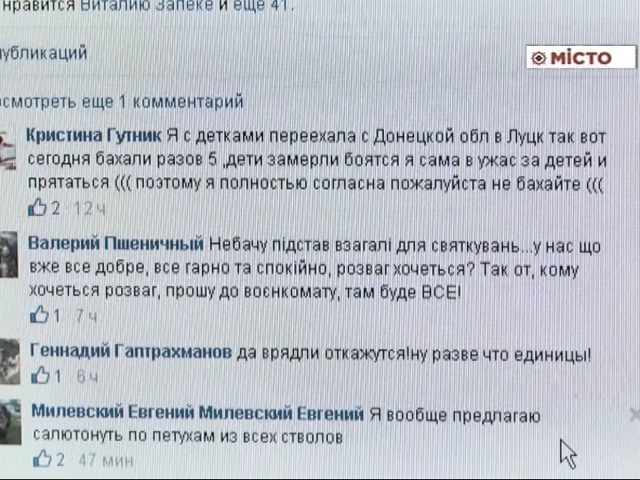 нравится Виталию Запеке и еще 41.
публикаций
МІСТО
осмотреть еще 1 комментарий
Кристина Гутник Я с детками переехала с Донецкой обл в Луцк так вот
сегодня бахали разов 5 ,дети замерли боятся я сама в ужас за детей и
прятаться ((( поэтому я полностью согласна пожалуйста не бахайте (((
2 · 12 ч
Валерий Пшеничный Небачу підстав взагалі для святкувань...у нас що
вже все добре, все гарно та спокійно, розваг хочеться? Так от, кому
хочеться розваг, прошу до воєнкомату, там буде ВСЕ!
1 · 7 ч
Геннадий Гаптрахманов да врядли откажутся!ну разве что единицы!
1 · 6 ч
Милевский Евгений Милевский Евгений Я вообще предлагаю
салютонуть по петухам из всех стволов
2 · 47 мин